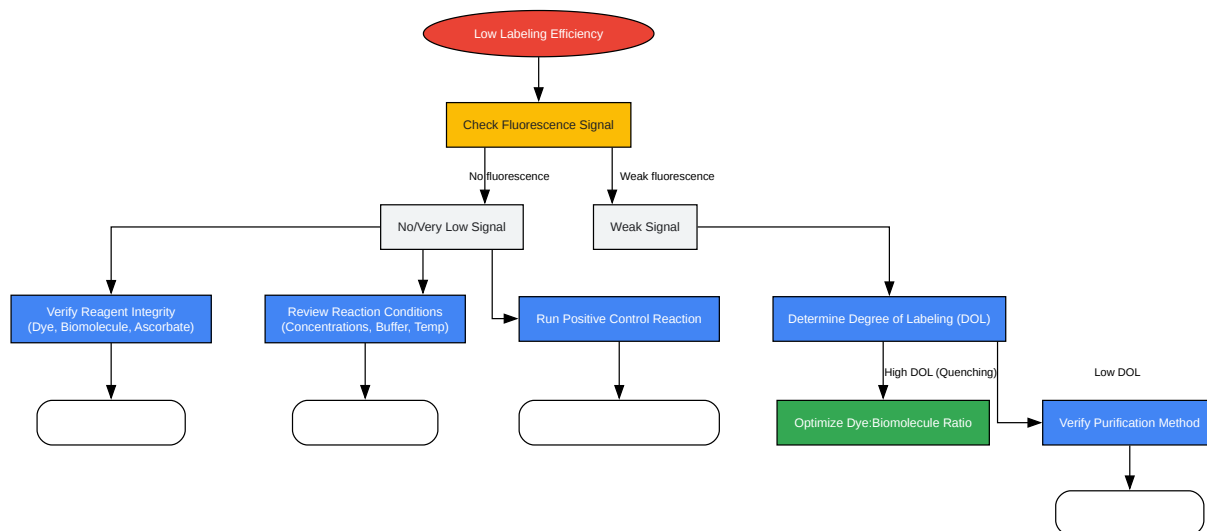 Low Labeling Efficiency
Check Fluorescence Signal
No fluorescence
Weak fluorescence
No/Very Low Signal
Weak Signal
Verify Reagent Integrity
(Dye, Biomolecule, Ascorbate)
Review Reaction Conditions
(Concentrations, Buffer, Temp)
Run Positive Control Reaction
Determine Degree of Labeling (DOL)
High DOL (Quenching)
Low DOL
Optimize Dye:Biomolecule Ratio
Verify Purification Method